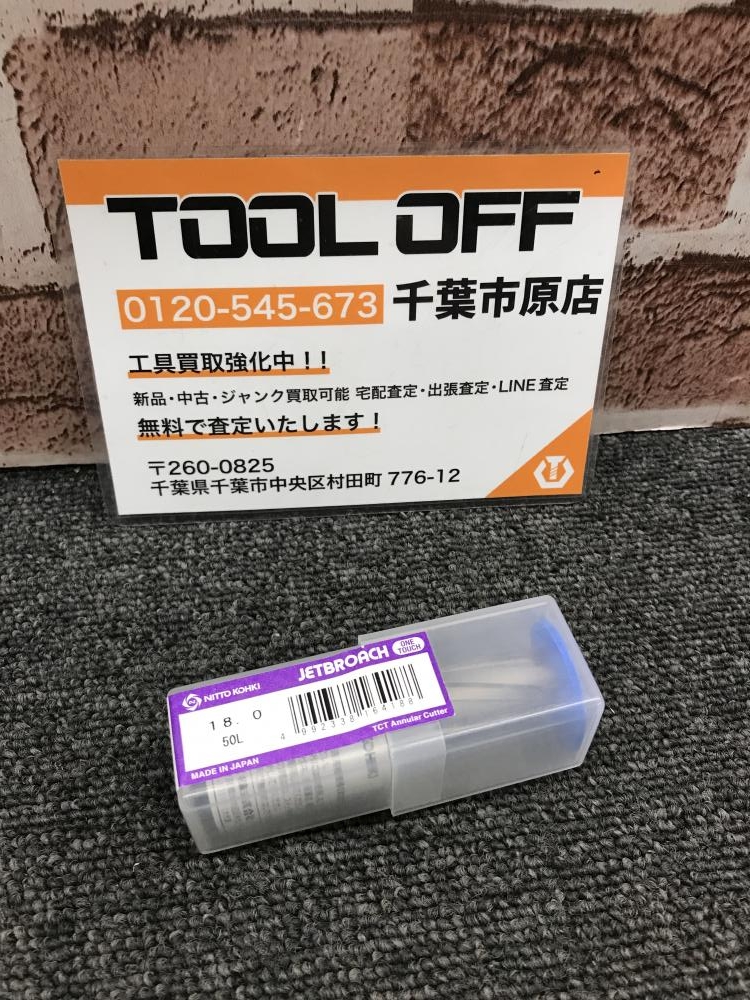 TOOL OFF
0120-545-673 千葉市原店
工具買取強化中！！
新品・中古・ジャンク買取可能 宅配査定・出張査定・LINE査定
無料で査定いたします！
〒260-0825
千葉県千葉市中央区村田町 776-12
NITTO KOHKI JETBROACH ONE TOUCH
18.0
50L
4 992338 164188
MADE IN JAPAN TCT Annular Cutter